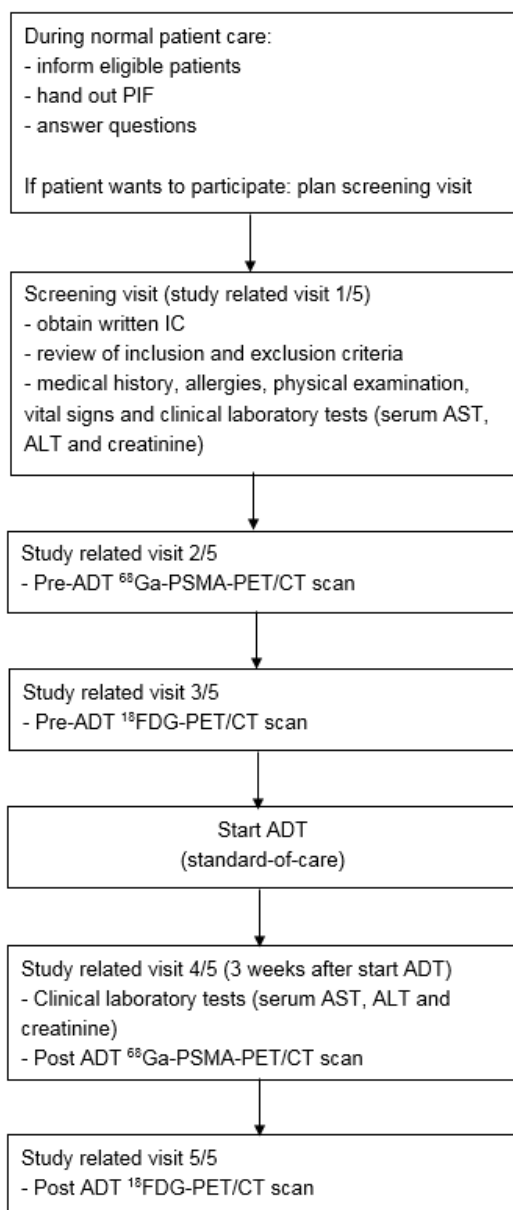 During normal patient care:
- inform eligible patients
- hand out PIF
- answer questions
If patient wants to participate: plan screening visit
Screening visit (study related visit 1/5)
- obtain written IC
- review of inclusion and exclusion criteria
- medical history, allergies, physical examination,
vital signs and clinical laboratory tests (serum AST,
ALT and creatinine)
Study related visit 2/5
- Pre-ADT ⁶⁸Ga-PSMA-PET/CT scan
Study related visit 3/5
- Pre-ADT ¹⁸FDG-PET/CT scan
Start ADT
(standard-of-care)
Study related visit 4/5 (3 weeks after start ADT)
- Clinical laboratory tests (serum AST, ALT and
creatinine)
- Post ADT ⁶⁸Ga-PSMA-PET/CT scan
Study related visit 5/5
- Post ADT ¹⁸FDG-PET/CT scan